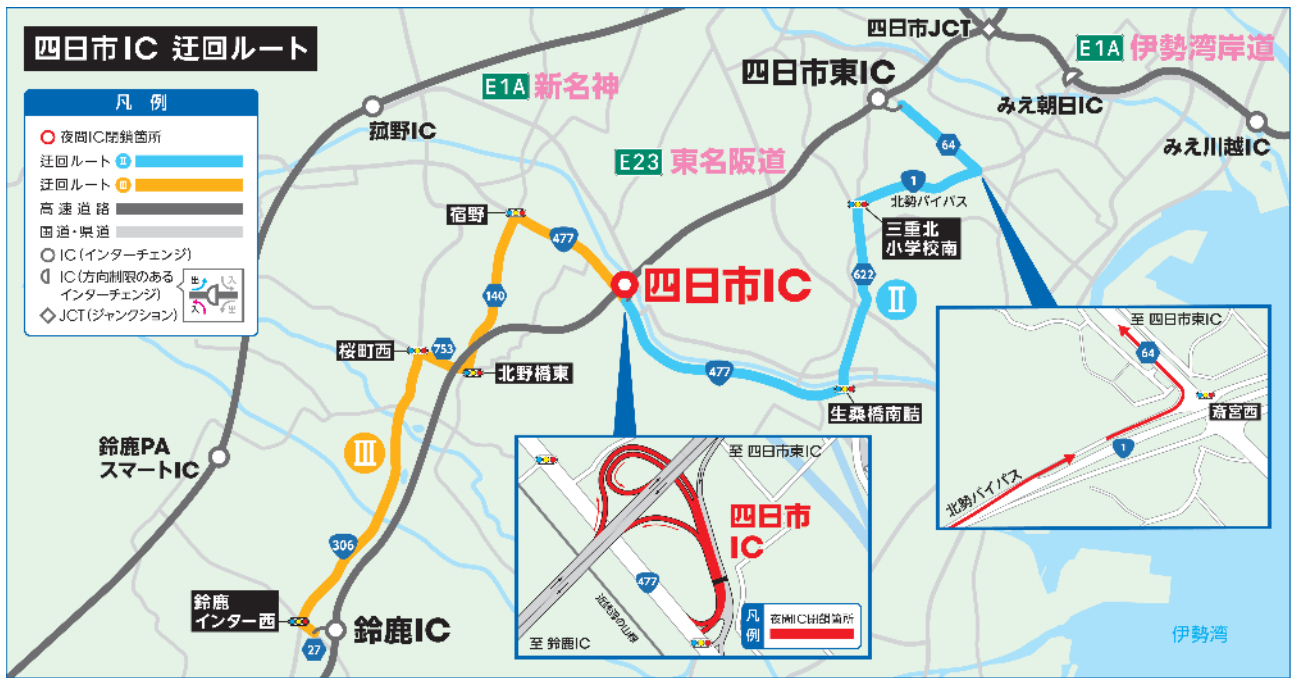 四日市IC 迂回ルート
凡 例
夜間IC閉鎖箇所
迂回ルートⅡ
迂回ルートⅢ
高速道路
国道・県道
IC(インターチェンジ)
IC(方向制限のある
インターチェンジ)
出
入
入
出
JCT(ジャンクション)
E1A 新名神
菰野IC
E23 東名阪道
四日市JCT
四日市東IC
E1A 伊勢湾岸道
みえ朝日IC
みえ川越IC
64
1
北勢バイパス
三重北
小学校南
622
Ⅱ
宿野
477
四日市IC
140
桜町西
753
北野橋東
477
生桑橋南詰
鈴鹿PA
スマートIC
Ⅲ
306
鈴鹿
インター西
27
鈴鹿IC
至 四日市東IC
四日市
IC
477
至 鈴鹿IC
凡
例
夜間IC閉鎖箇所
至 四日市東IC
64
斎宮西
1
北勢バイパス
伊勢湾